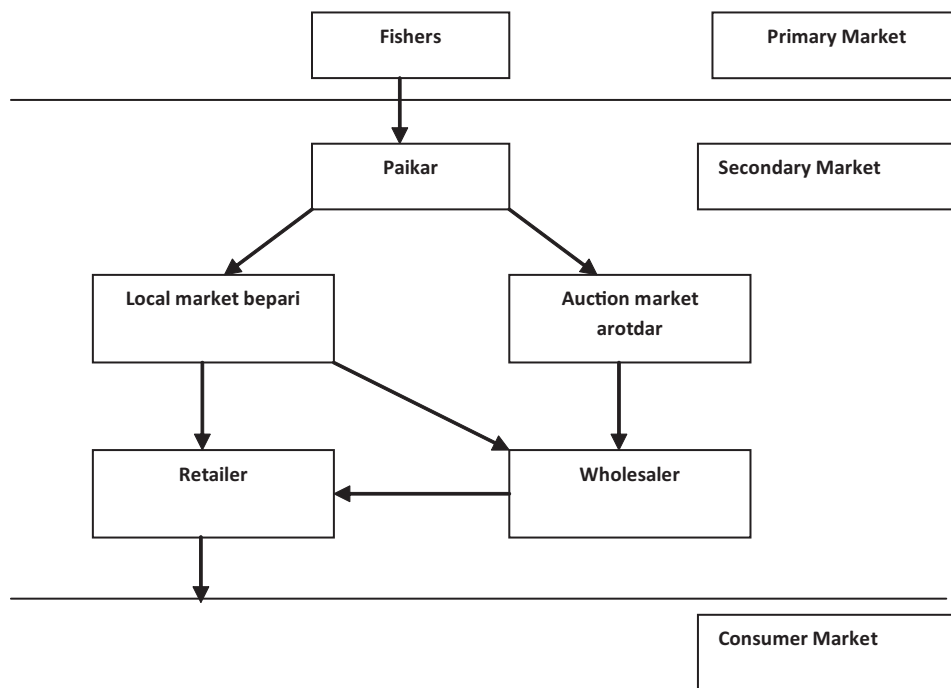 Fishers
Primary Market
Paikar
Secondary Market
Local market bepari
Auction market
arotdar
Retailer
Wholesaler
Consumer Market